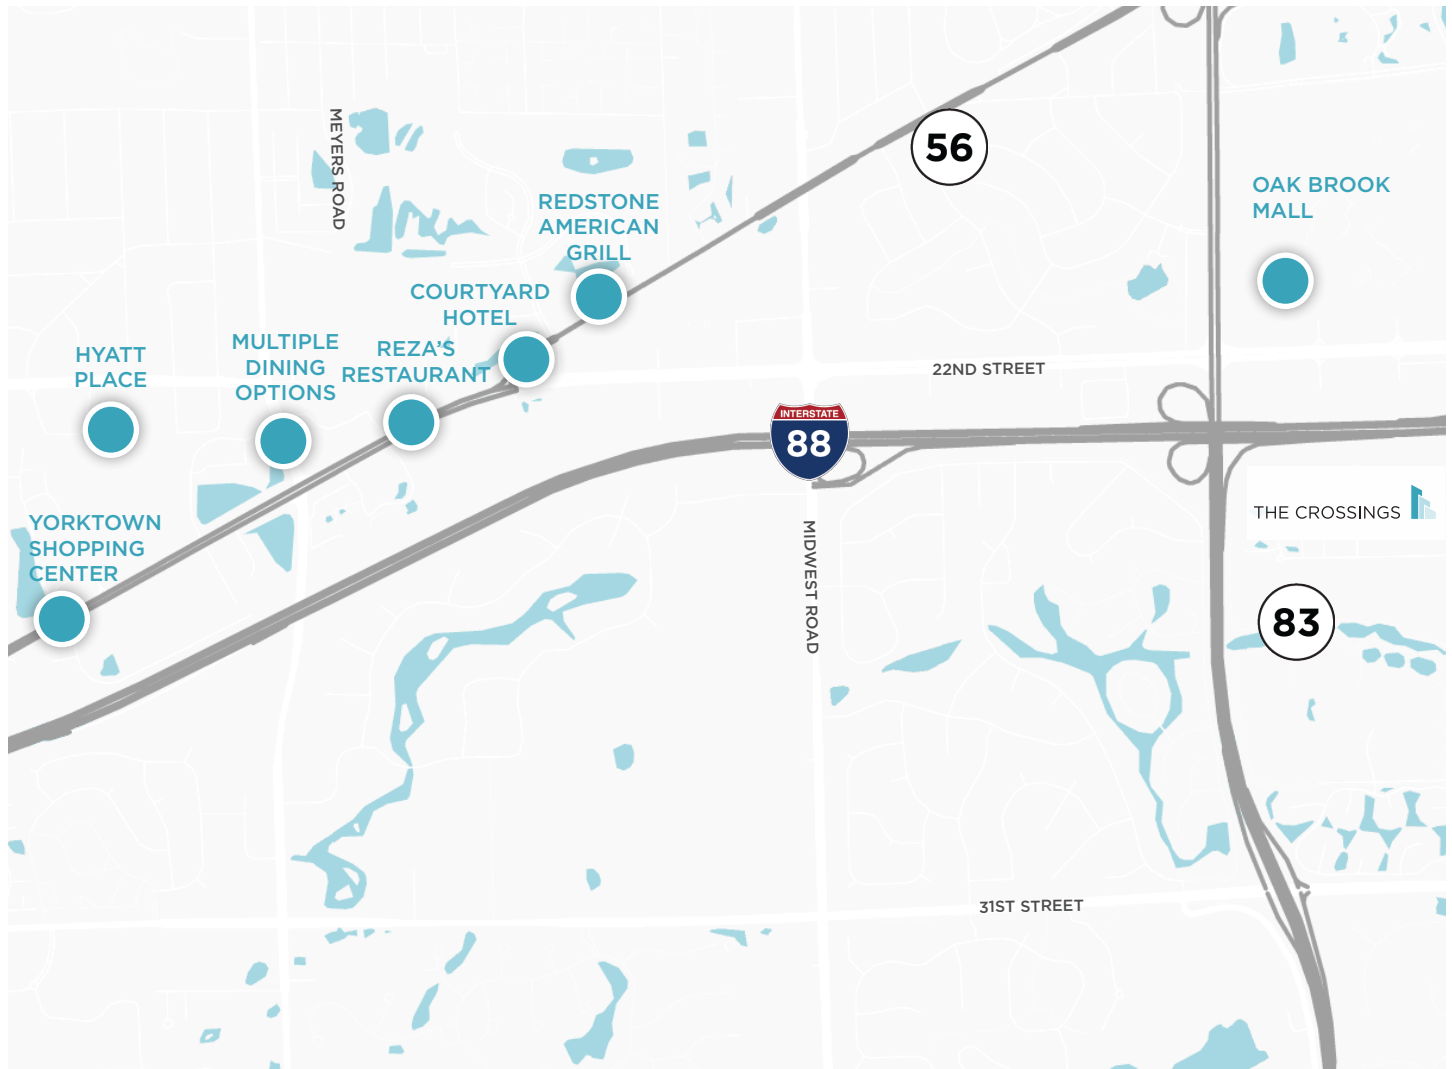 MEYERS ROAD
56
OAK BROOK
MALL
REDSTONE
AMERICAN
GRILL
COURTYARD
HOTEL
MULTIPLE
DINING
OPTIONS
REZA'S
RESTAURANT
HYATT
PLACE
22ND STREET
INTERSTATE
88
YORKTOWN
SHOPPING
CENTER
THE CROSSINGS
MIDWEST ROAD
83
31ST STREET